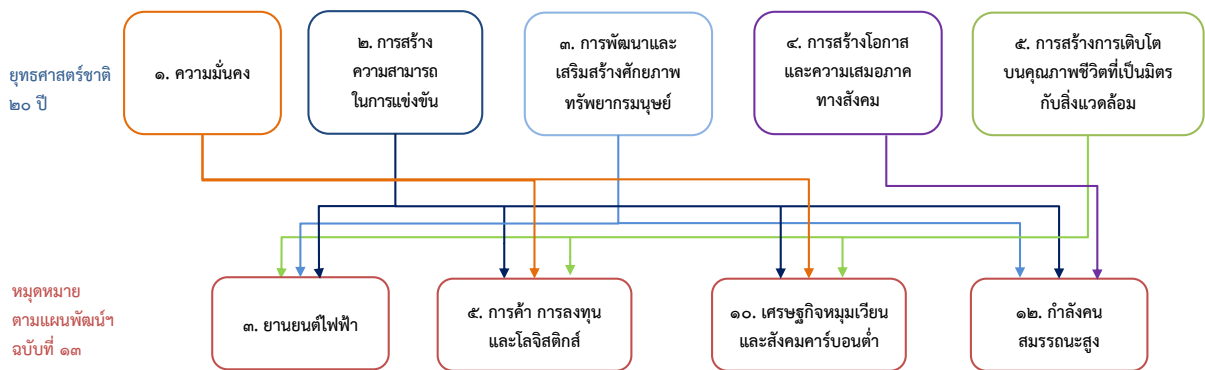 ยุทธศาสตร์ชาติ
๒๐ ปี
๑. ความมั่นคง
๒. การสร้าง
ความสามารถ
ในการแข่งขัน
๓. การพัฒนาและ
เสริมสร้างศักยภาพ
ทรัพยากรมนุษย์
๔. การสร้างโอกาส
และความเสมอภาค
ทางสังคม
๕. การสร้างการเติบโต
บนคุณภาพชีวิตที่เป็นมิตร
กับสิ่งแวดล้อม
หมุดหมาย
ตามแผนพัฒน์ฯ
ฉบับที่ ๑๓
๓. ยานยนต์ไฟฟ้า
๕. การค้า การลงทุน
และโลจิสติกส์
๑๐. เศรษฐกิจหมุมเวียน
และสังคมคาร์บอนต่ำ
๑๒. กำลังคน
สมรรถนะสูง